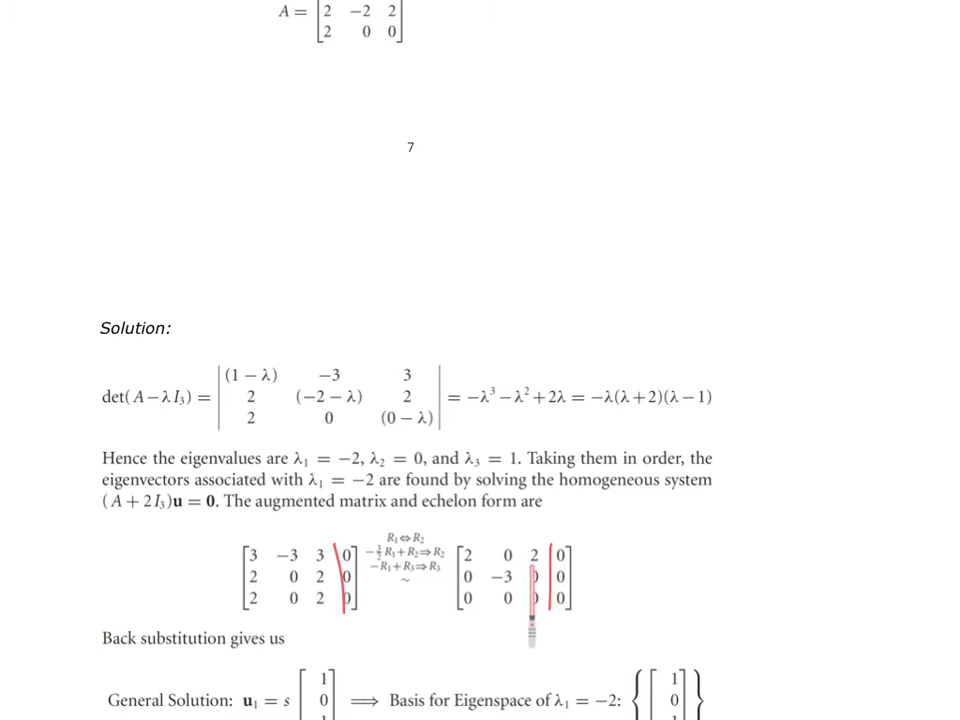 A = [2 −2 2
2 0 0]
7
Solution:
det(A−λI₃) = | (1 − λ) −3 3
2 (−2 − λ) 2
2 0 (0 − λ) | = −λ³−λ²+2λ = −λ(λ+2)(λ−1)
Hence the eigenvalues are λ₁ = −2, λ₂ = 0, and λ₃ = 1. Taking them in order, the
eigenvectors associated with λ₁ = −2 are found by solving the homogeneous system
(A+2I₃)u = 0. The augmented matrix and echelon form are
R₁⇔R₂
[3 −3 3 0] −3/2 R₁+R₂⇒R₂ [2 0 2 0]
−R₁+R₃⇒R₃
2 0 2 0 ~ 0 −3 0 0
2 0 2 0 0 0 0 0
Back substitution gives us
General Solution: u₁ = s [1 0 ⟹ Basis for Eigenspace of λ₁ = −2: {[1 0]}